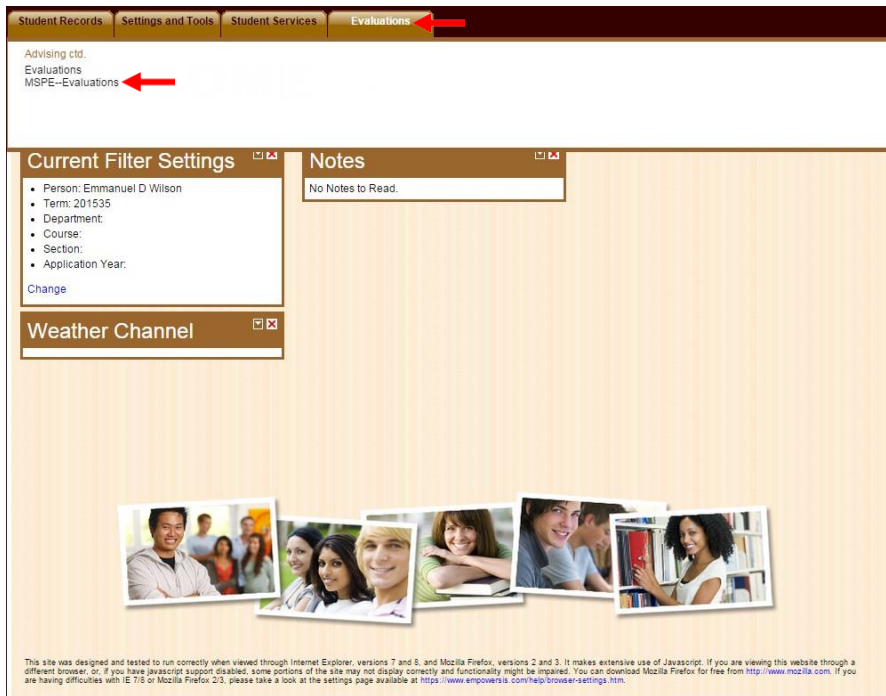 Student Records Settings and Tools Student Services Evaluations
Advising ctd.
Evaluations
MSPE--Evaluations
Current Filter Settings
Person: Emmanuel D Wilson
Term: 201535
Department:
Course:
Section:
Application Year:
Change
Notes
No Notes to Read.
Weather Channel
This site was designed and tested to run correctly when viewed through Internet Explorer, versions 7 and 8, and Mozilla Firefox, versions 2 and 3. It makes extensive use of Javascript. If you are viewing this website through a
different browser, or, if you have javascript support disabled, some portions of the site may not display correctly and functionality might be impaired. You can download Mozilla Firefox for free from http://www.mozilla.com. If you
are having difficulties with IE 7/8 or Mozilla Firefox 2/3, please take a look at the settings page available at https://www.empowersis.com/help/browser-settings.htm.